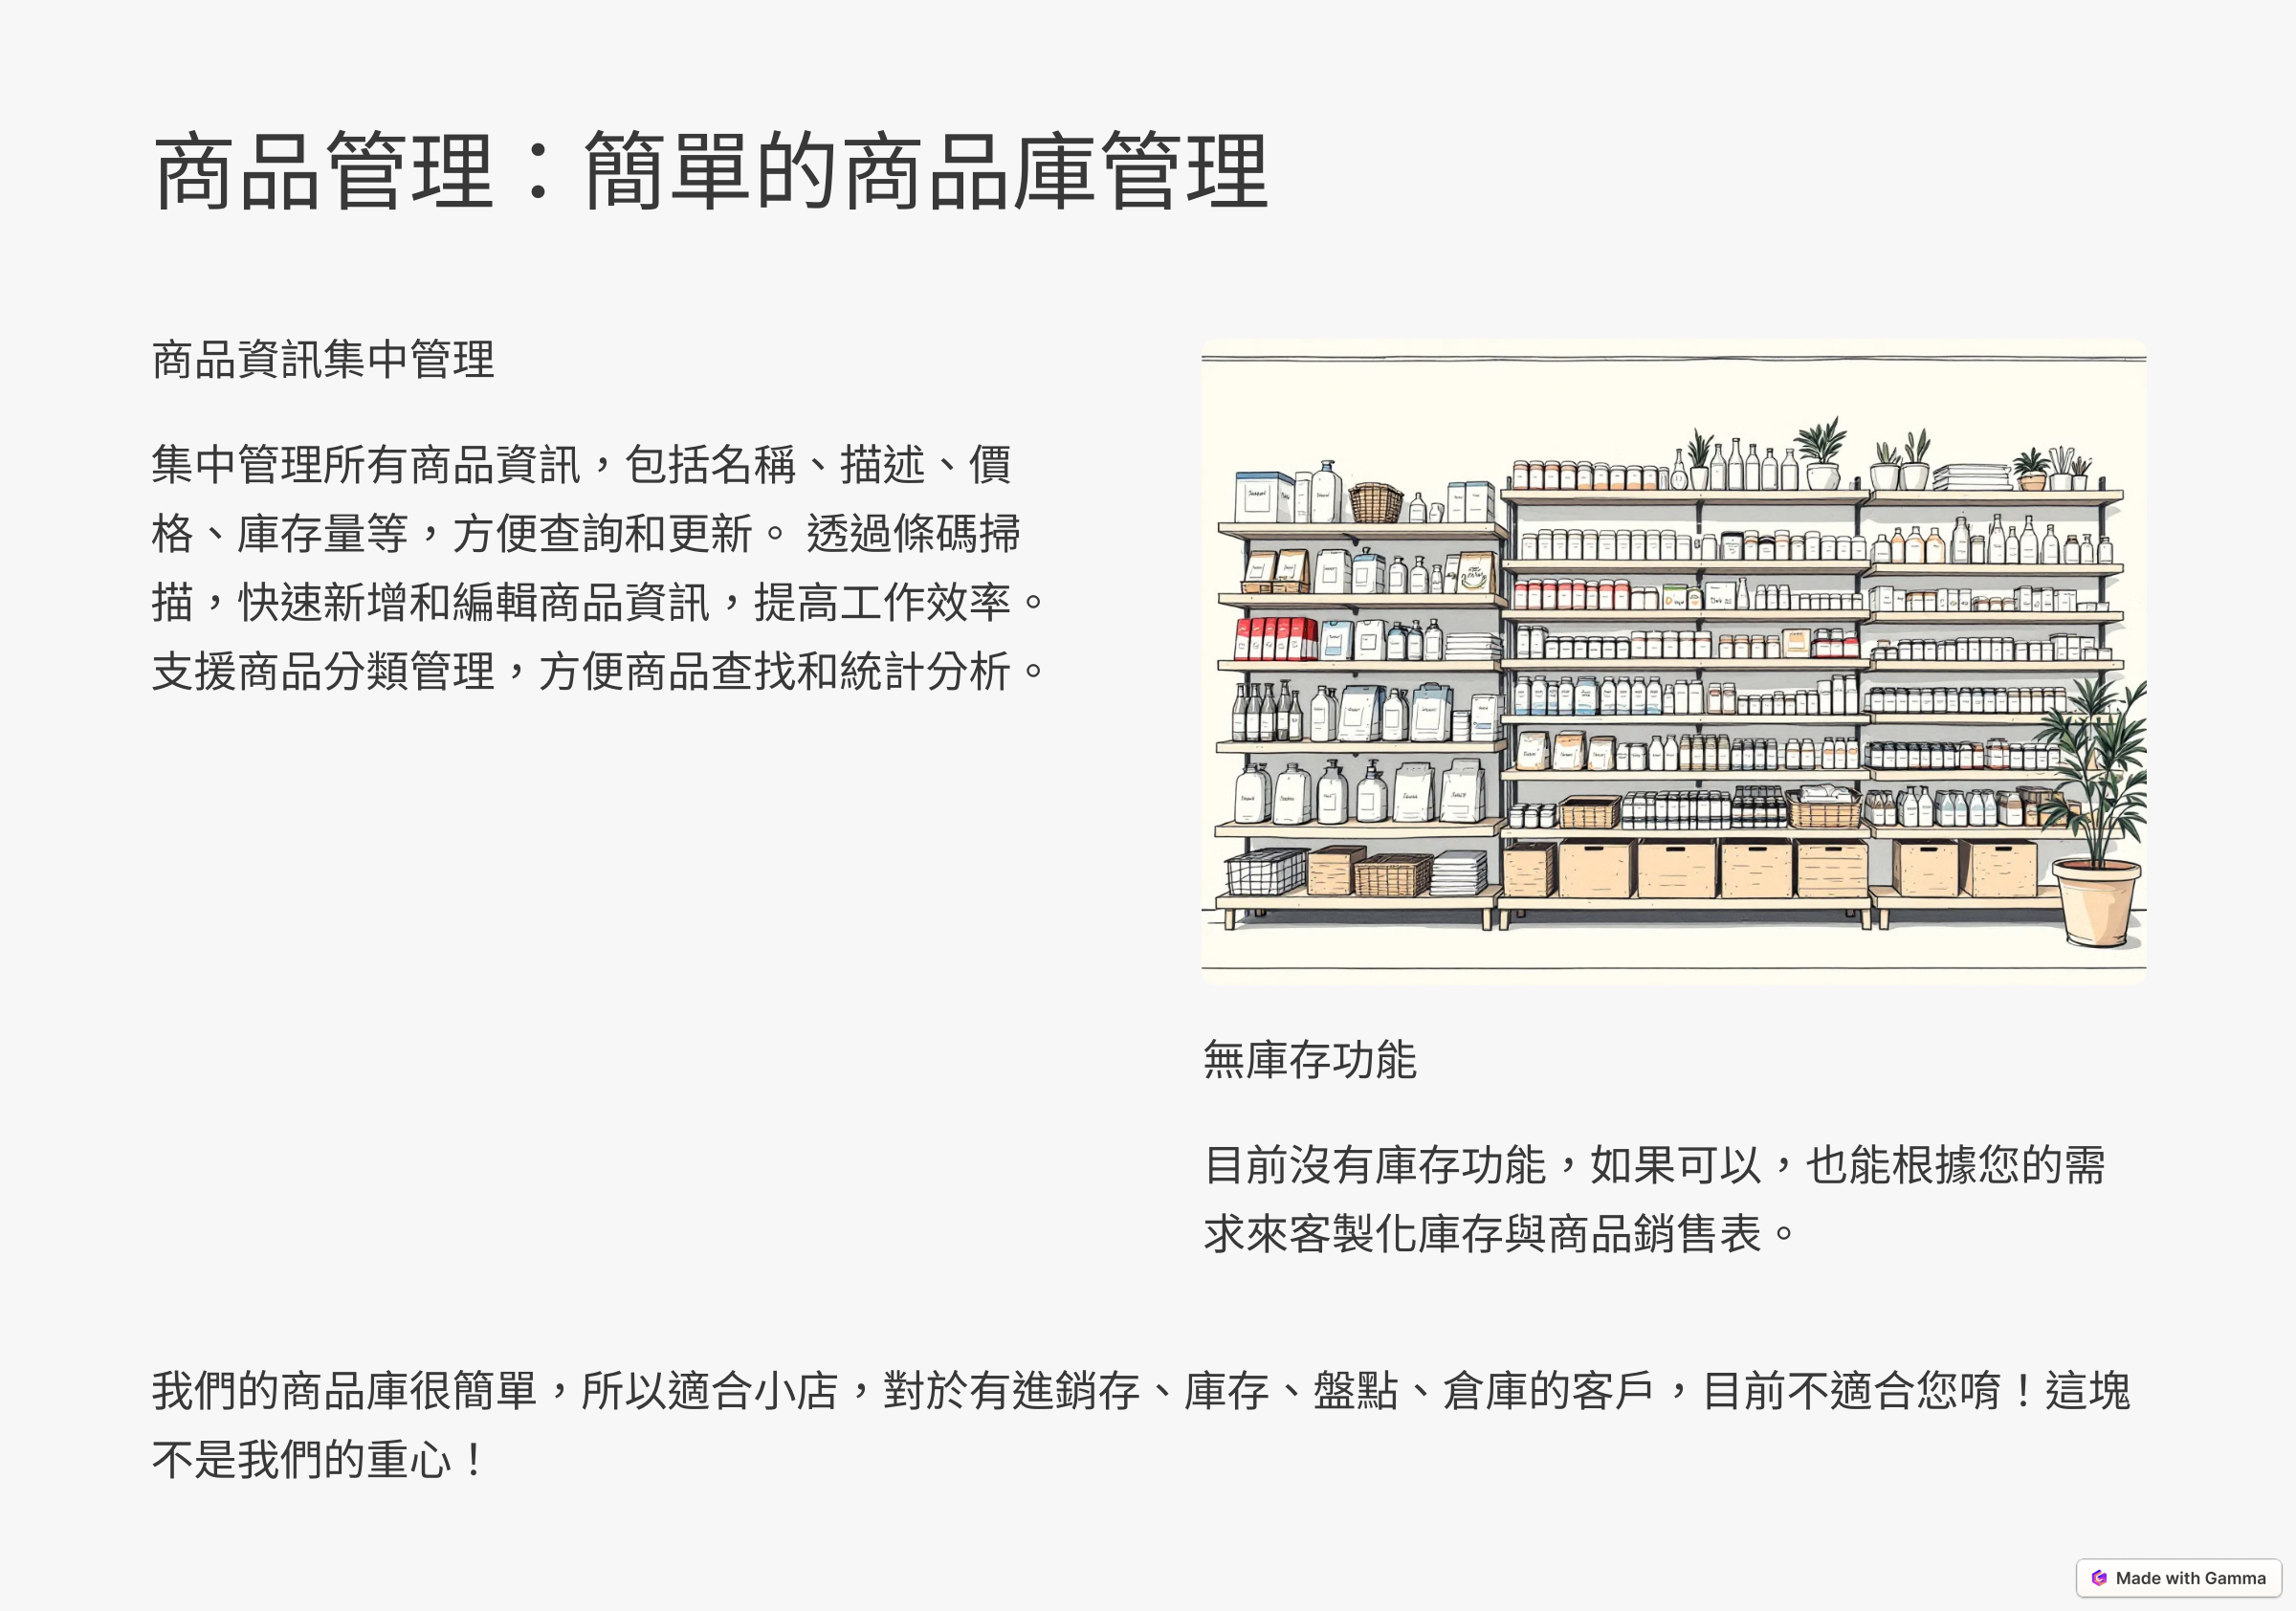 商品管理：簡單的商品庫管理
商品資訊集中管理
集中管理所有商品資訊，包括名稱、描述、價
格、庫存量等，方便查詢和更新。 透過條碼掃
描，快速新增和編輯商品資訊，提高工作效率。
支援商品分類管理，方便商品查找和統計分析。
無庫存功能
目前沒有庫存功能，如果可以，也能根據您的需
求來客製化庫存與商品銷售表。
我們的商品庫很簡單，所以適合小店，對於有進銷存、庫存、盤點、倉庫的客戶，目前不適合您唷！這塊
不是我們的重心！
Made with Gamma